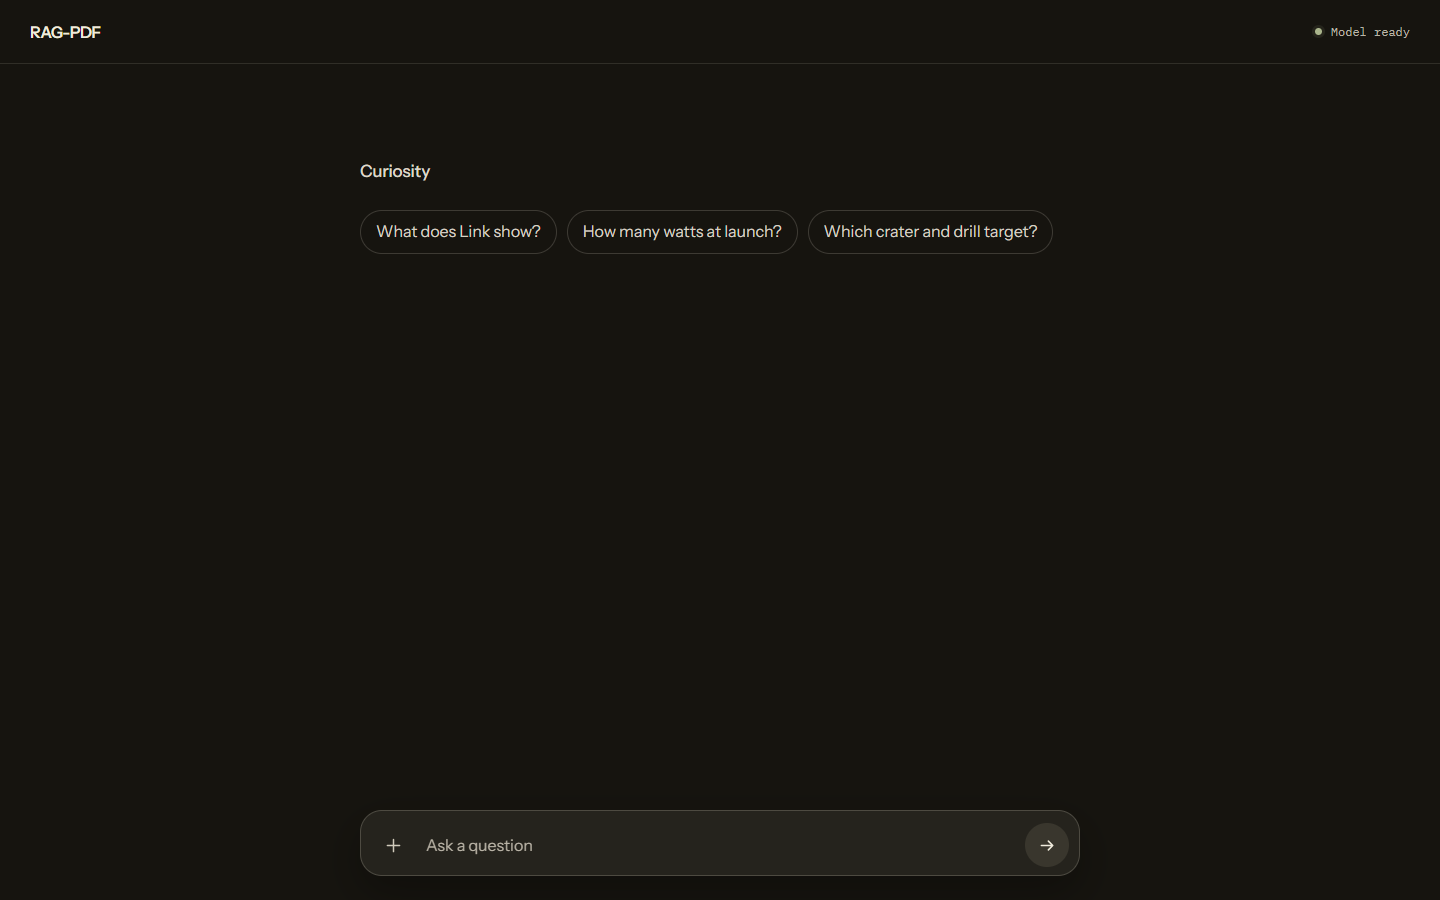 RAG-PDF
Model ready
Curiosity
What does Link show?
How many watts at launch?
Which crater and drill target?
Ask a question